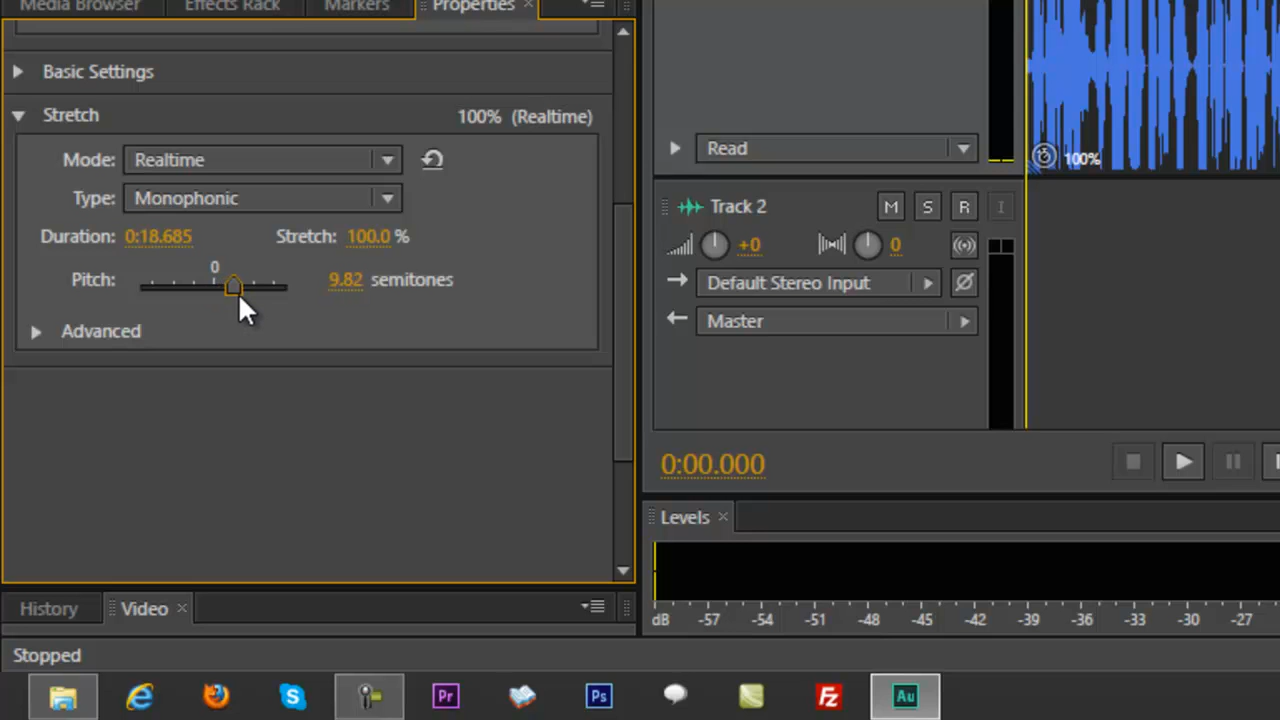 Media Browser Effects Rack Markers Properties
Basic Settings
Stretch 100% (Realtime)
Mode: Realtime
Type: Monophonic
Duration: 0:18.685 Stretch: 100.0 %
0
Pitch: 9.82 semitones
Advanced
History Video
Stopped
Read
100%
Track 2 M S R I
+0 0
Default Stereo Input
Master
0:00.000
Levels
dB -57 -54 -51 -48 -45 -42 -39 -36 -33 -30 -27
Pr Ps Fz Au